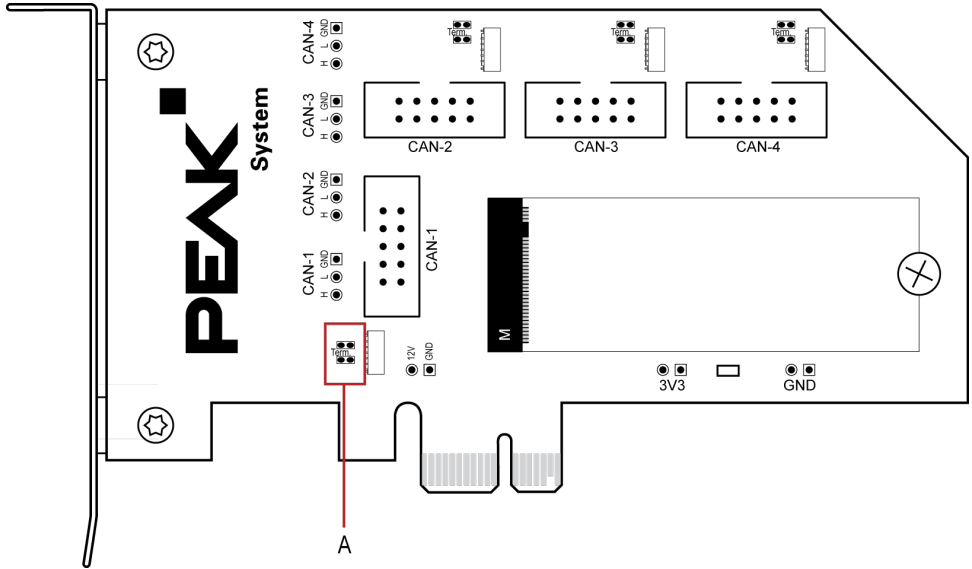 PEAK
System
CAN-4
GND
L
H
CAN-3
GND
L
H
CAN-2
GND
L
H
CAN-1
GND
L
H
Term.
Term.
Term.
CAN-2
CAN-3
CAN-4
CAN-1
M
Term.
12V
GND
3V3
GND
A